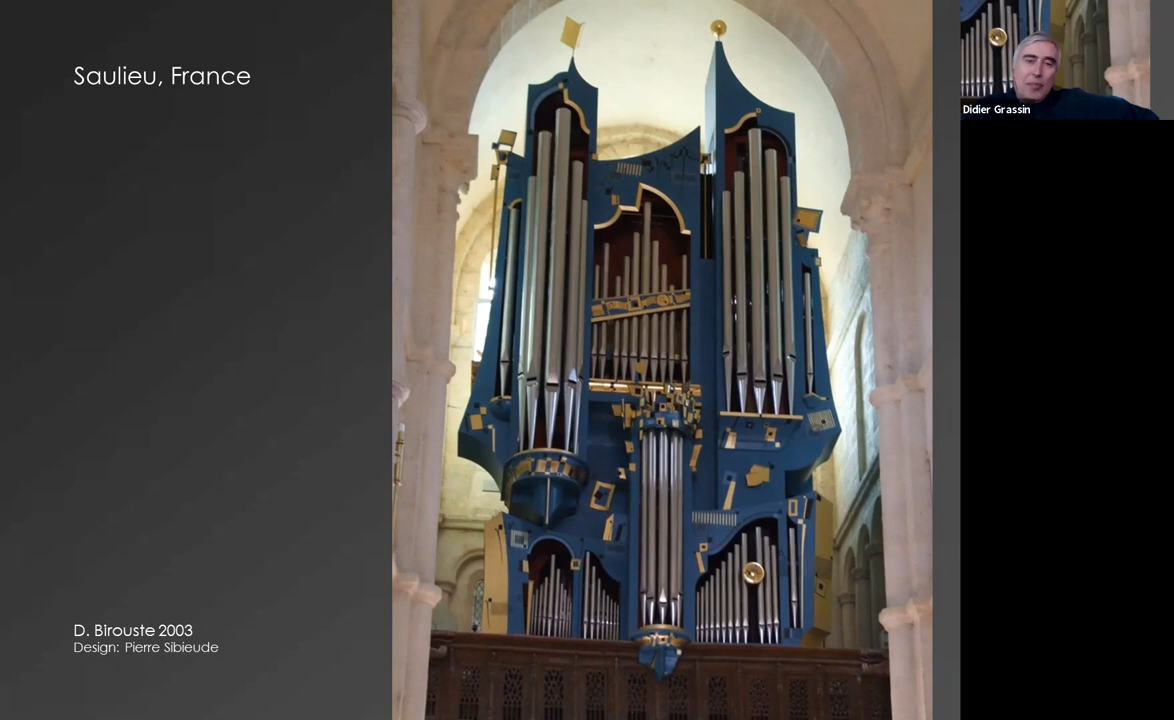 Saulieu, France
Didier Grassin
D. Birouste 2003
Design: Pierre Sibieude